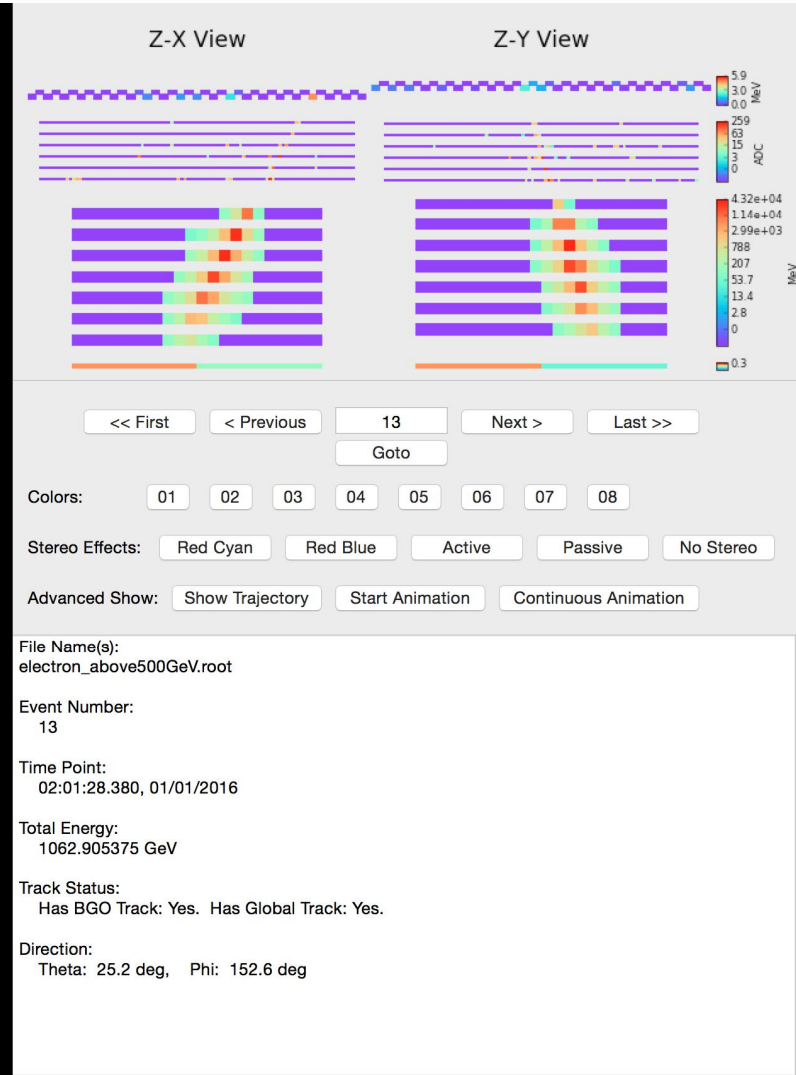 Z-X View
Z-Y View
5.9
3.0
0.0
MeV
259
63
15
3
0
ADC
4.32e+04
1.14e+04
2.99e+03
788
207
53.7
13.4
2.8
0
MeV
0.3
<< First < Previous 13 Next > Last >>
Goto
Colors: 01 02 03 04 05 06 07 08
Stereo Effects: Red Cyan Red Blue Active Passive No Stereo
Advanced Show: Show Trajectory Start Animation Continuous Animation
File Name(s):
electron_above500GeV.root
Event Number:
13
Time Point:
02:01:28.380, 01/01/2016
Total Energy:
1062.905375 GeV
Track Status:
Has BGO Track: Yes. Has Global Track: Yes.
Direction:
Theta: 25.2 deg, Phi: 152.6 deg